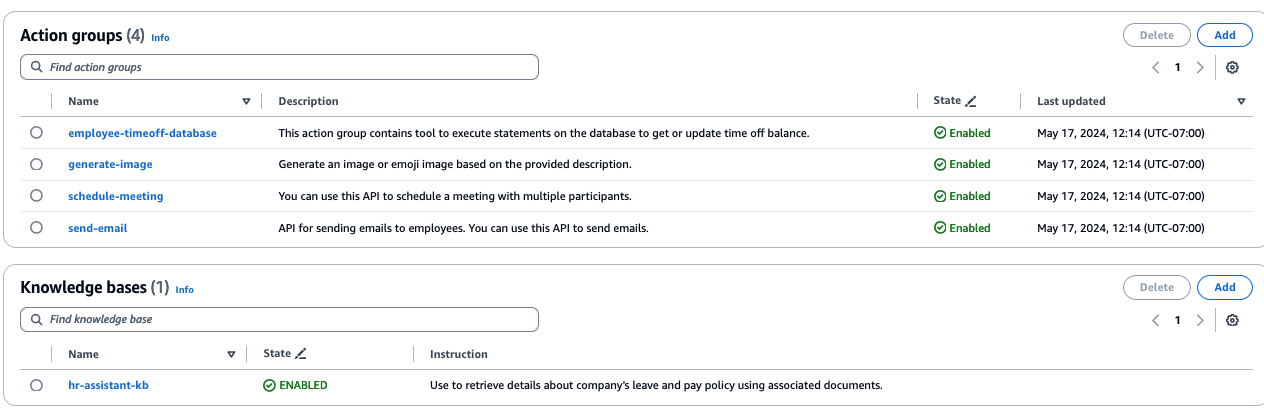 Action groups (4) Info Delete Add
Find action groups 1
Name Description State Last updated
employee-timeoff-database This action group contains tool to execute statements on the database to get or update time off balance. Enabled May 17, 2024, 12:14 (UTC-07:00)
generate-image Generate an image or emoji image based on the provided description. Enabled May 17, 2024, 12:14 (UTC-07:00)
schedule-meeting You can use this API to schedule a meeting with multiple participants. Enabled May 17, 2024, 12:14 (UTC-07:00)
send-email API for sending emails to employees. You can use this API to send emails. Enabled May 17, 2024, 12:14 (UTC-07:00)
Knowledge bases (1) Info Delete Add
Find knowledge base 1
Name State Instruction
hr-assistant-kb ENABLED Use to retrieve details about company's leave and pay policy using associated documents.